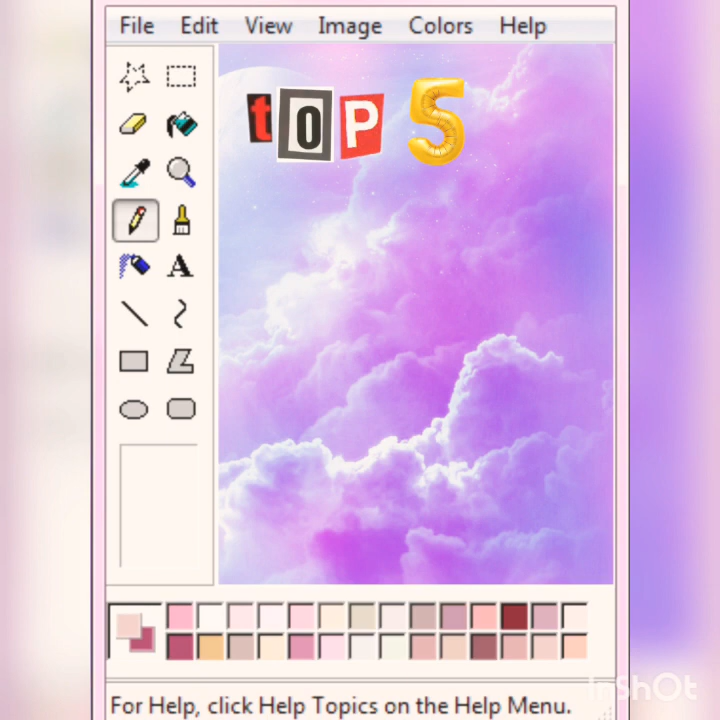 File Edit View Image Colors Help
toP 5
A
For Help, click Help Topics on the Help Menu.
InShOt